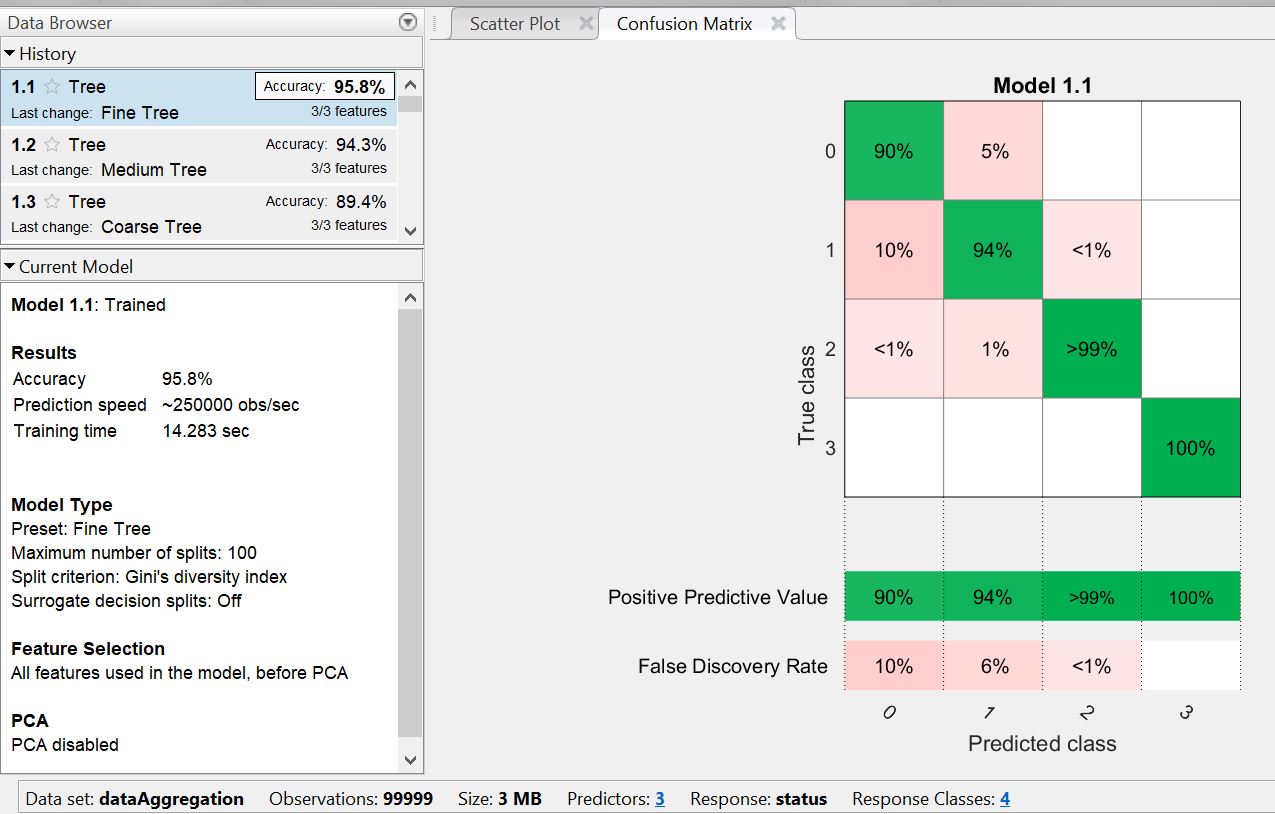 Data Browser
History
1.1 Tree Accuracy: 95.8%
Last change: Fine Tree 3/3 features
1.2 Tree Accuracy: 94.3%
Last change: Medium Tree 3/3 features
1.3 Tree Accuracy: 89.4%
Last change: Coarse Tree 3/3 features
Current Model
Model 1.1: Trained
Results
Accuracy 95.8%
Prediction speed ~250000 obs/sec
Training time 14.283 sec
Model Type
Preset: Fine Tree
Maximum number of splits: 100
Split criterion: Gini's diversity index
Surrogate decision splits: Off
Feature Selection
All features used in the model, before PCA
PCA
PCA disabled
Scatter Plot Confusion Matrix
Model 1.1
True class
0 90% 5%
1 10% 94% <1%
2 <1% 1% >99%
3 100%
Positive Predictive Value 90% 94% >99% 100%
False Discovery Rate 10% 6% <1%
0 1 2 3
Predicted class
Data set: dataAggregation Observations: 99999 Size: 3 MB Predictors: 3 Response: status Response Classes: 4